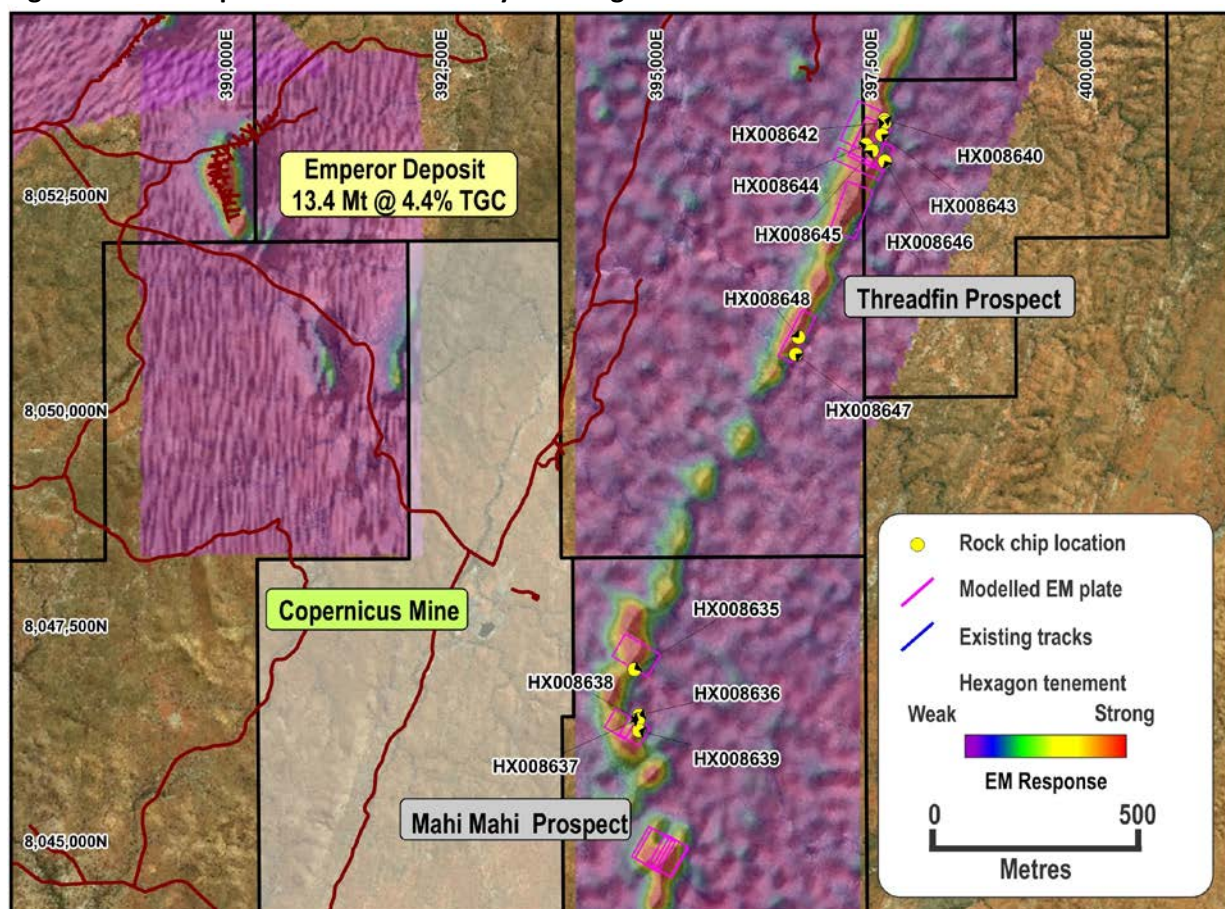 390,000E
392,500E
395,000E
397,500E
400,000E
HX008642
HX008640
Emperor Deposit
13.4 Mt @ 4.4% TGC
8,052,500N
HX008644
HX008643
HX008645
HX008646
HX008648
Threadfin Prospect
8,050,000N
HX008647
Rock chip location
Modelled EM plate
Existing tracks
Hexagon tenement
Weak
Strong
EM Response
0
500
Metres
Copernicus Mine
8,047,500N
HX008635
HX008638
HX008636
HX008637
HX008639
Mahi Mahi Prospect
8,045,000N